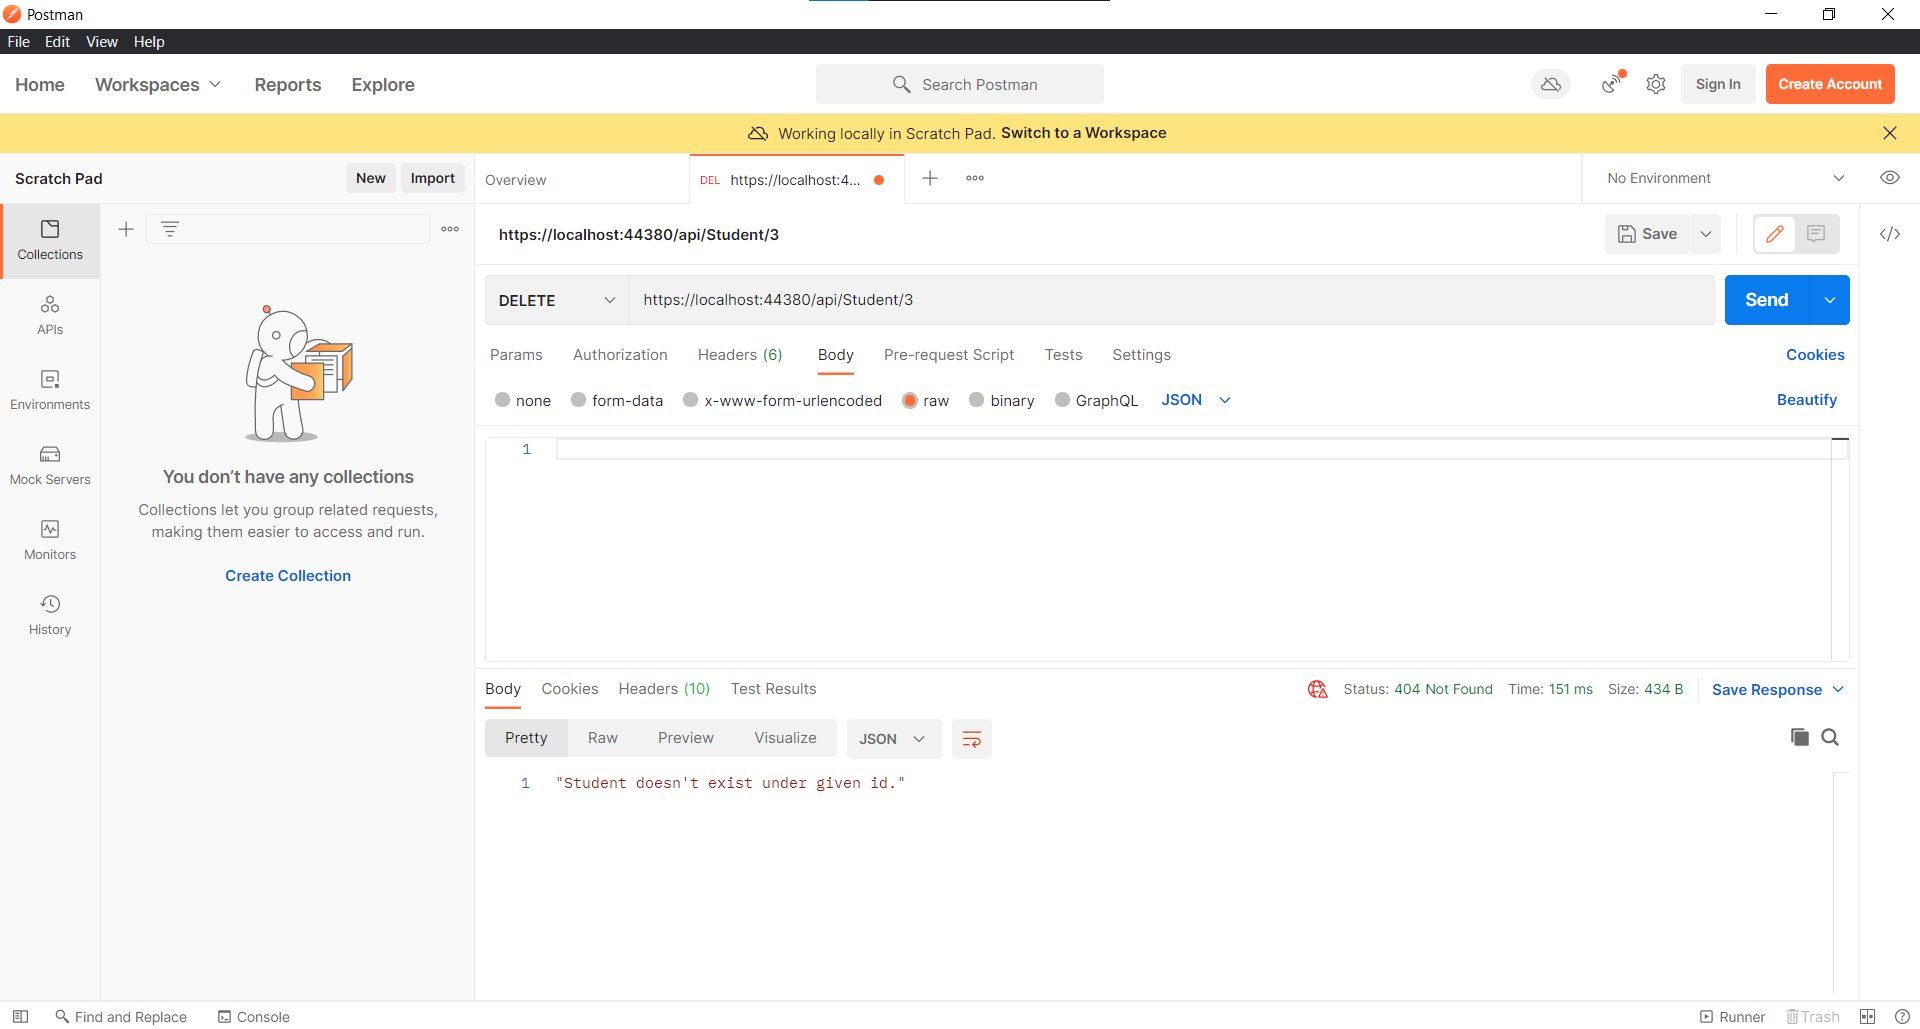 Postman
File Edit View Help
Home Workspaces Reports Explore
Search Postman
Sign In Create Account
Working locally in Scratch Pad. Switch to a Workspace
Scratch Pad New Import
Overview DEL https://localhost:4... No Environment
Collections
APIs
Environments
Mock Servers
Monitors
History
You don’t have any collections
Collections let you group related requests,
making them easier to access and run.
Create Collection
https://localhost:44380/api/Student/3 Save
DELETE https://localhost:44380/api/Student/3 Send
Params Authorization Headers (6) Body Pre-request Script Tests Settings Cookies
none form-data x-www-form-urlencoded raw binary GraphQL JSON Beautify
1
Body Cookies Headers (10) Test Results Status: 404 Not Found Time: 151 ms Size: 434 B Save Response
Pretty Raw Preview Visualize JSON
1 "Student doesn't exist under given id."
Find and Replace Console Runner Trash